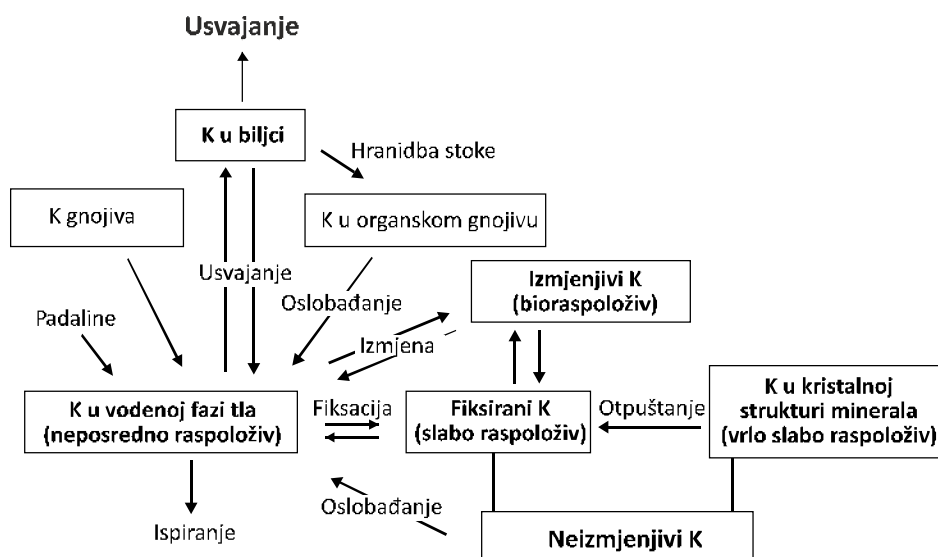 Usvajanje
K u biljci
Hranidba stoke
K gnojiva
K u organskom gnojivu
Usvajanje
Izmjenjivi K
(bioraspoloživ)
Oslobađanje
Padaline
Izmjena
K u vodenoj fazi tla
(neposredno raspoloživ)
Fiksacija
Fiksirani K
(slabo raspoloživ)
Otpuštanje
K u kristalnoj
strukturi minerala
(vrlo slabo raspoloživ)
Oslobađanje
Ispiranje
Neizmjenjivi K